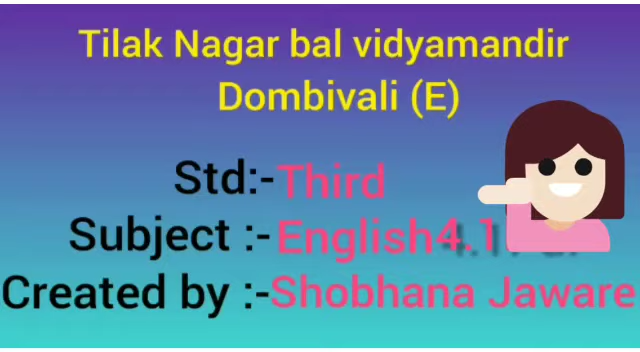 Tilak Nagar bal vidyamandir
Dombivali (E)
Std:-Third
Subject :-English4.1
Created by :-Shobhana Jaware